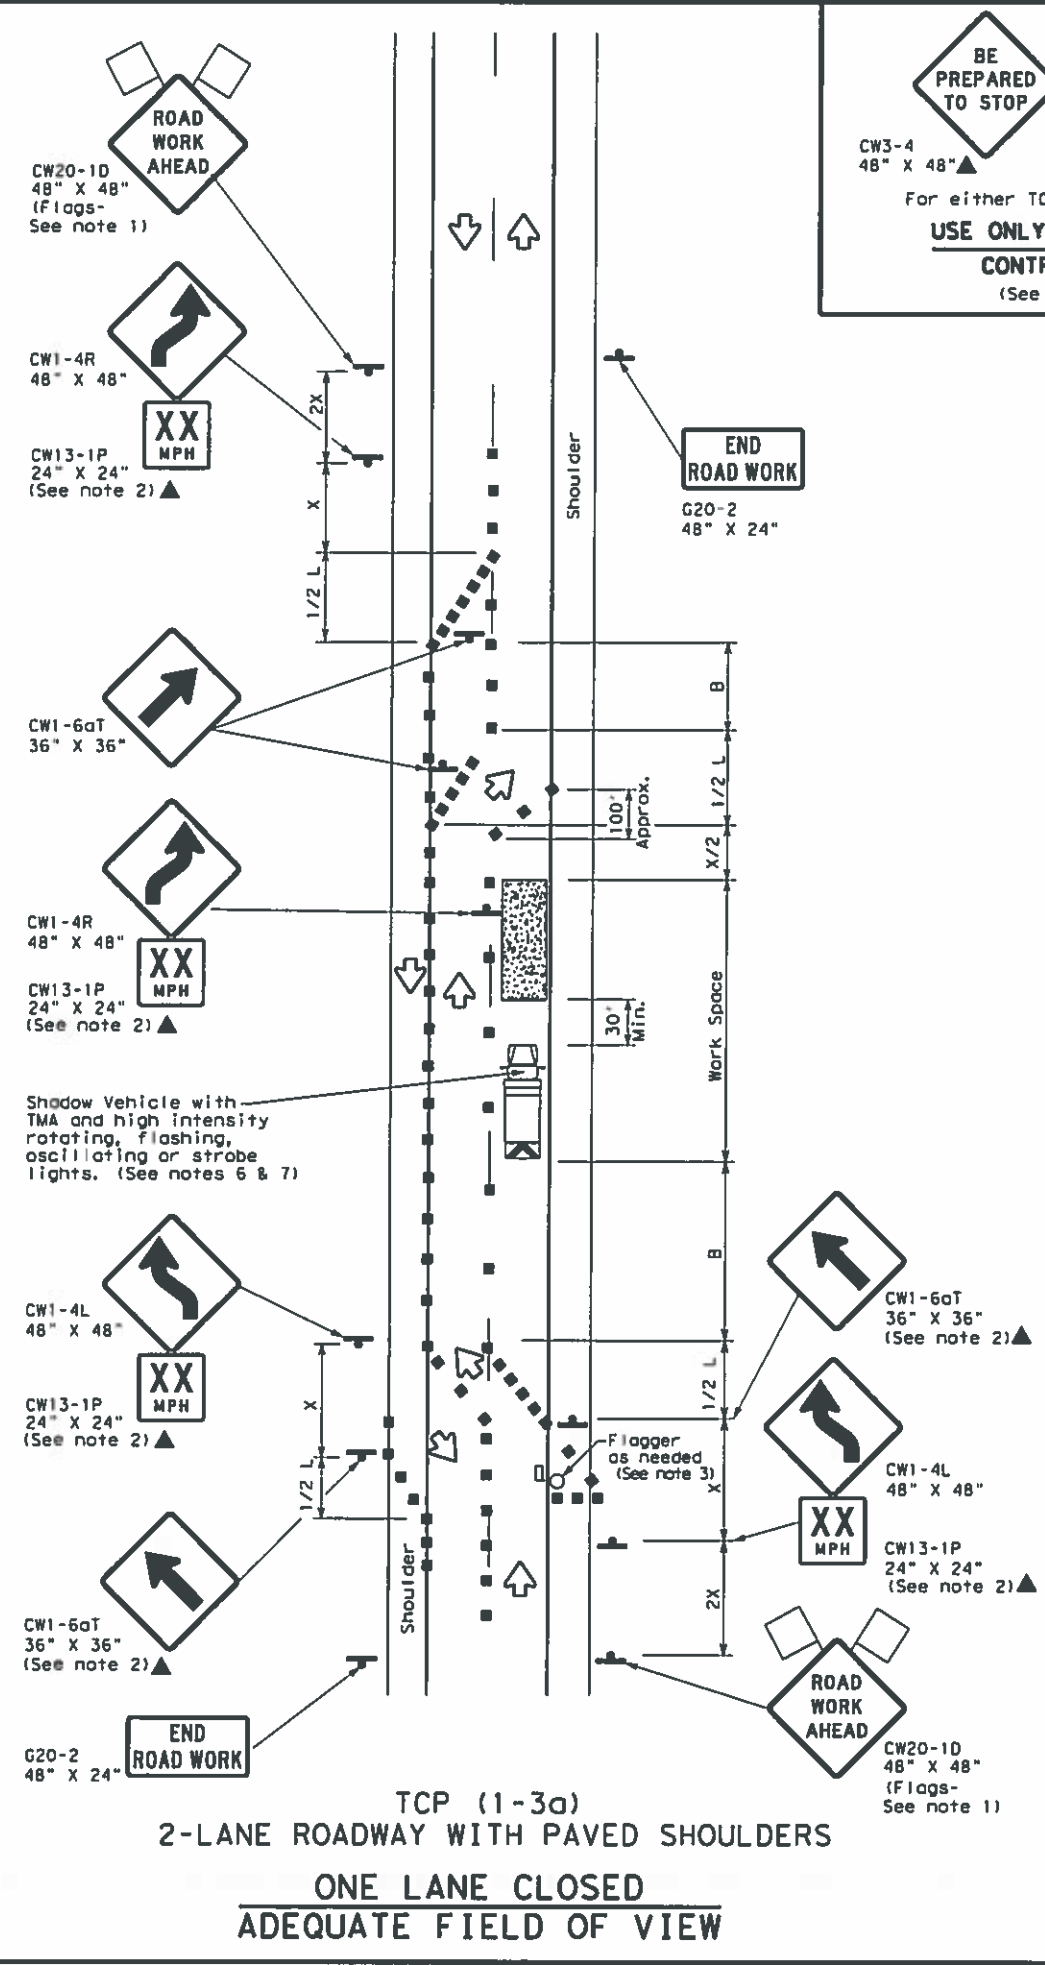 BE
PREPARED
TO STOP
CW3-4
48" X 48"
For either TC
USE ONLY
CONTR
(See
ROAD
WORK
AHEAD
CW20-1D
48" X 48"
(Flags-
See note 1)
CW1-4R
48" X 48"
XX
MPH
CW13-1P
24" X 24"
(See note 2)
2X
X
1/2 L
Shoulder
END
ROAD WORK
G20-2
48" X 24"
CW1-6aT
36" X 36"
B
1/2 L
100'
Approx.
X/2
CW1-4R
48" X 48"
XX
MPH
CW13-1P
24" X 24"
(See note 2)
30'
Min.
Work Space
Shadow Vehicle with
TMA and high intensity
rotating, flashing,
oscillating or strobe
lights. (See notes 6 & 7)
B
CW1-4L
48" X 48"
XX
MPH
CW13-1P
24" X 24"
(See note 2)
X
1/2 L
CW1-6aT
36" X 36"
(See note 2)
1/2 L
Flagger
as needed
(See note 3)
X
CW1-4L
48" X 48"
XX
MPH
CW13-1P
24" X 24"
(See note 2)
2X
Shoulder
CW1-6aT
36" X 36"
(See note 2)
END
ROAD WORK
G20-2
48" X 24"
ROAD
WORK
AHEAD
CW20-1D
48" X 48"
(Flags-
See note 1)
TCP (1-3a)
2-LANE ROADWAY WITH PAVED SHOULDERS
ONE LANE CLOSED
ADEQUATE FIELD OF VIEW